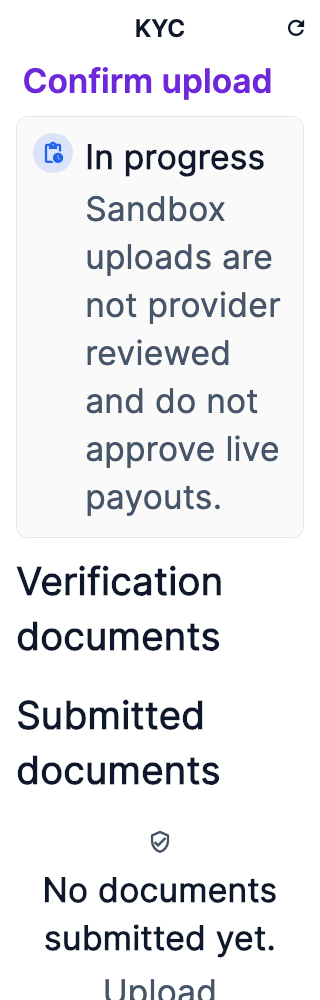 KYC
Confirm upload
In progress
Sandbox
uploads are
not provider
reviewed
and do not
approve live
payouts.
Verification
documents
Submitted
documents
No documents
submitted yet.
Upload